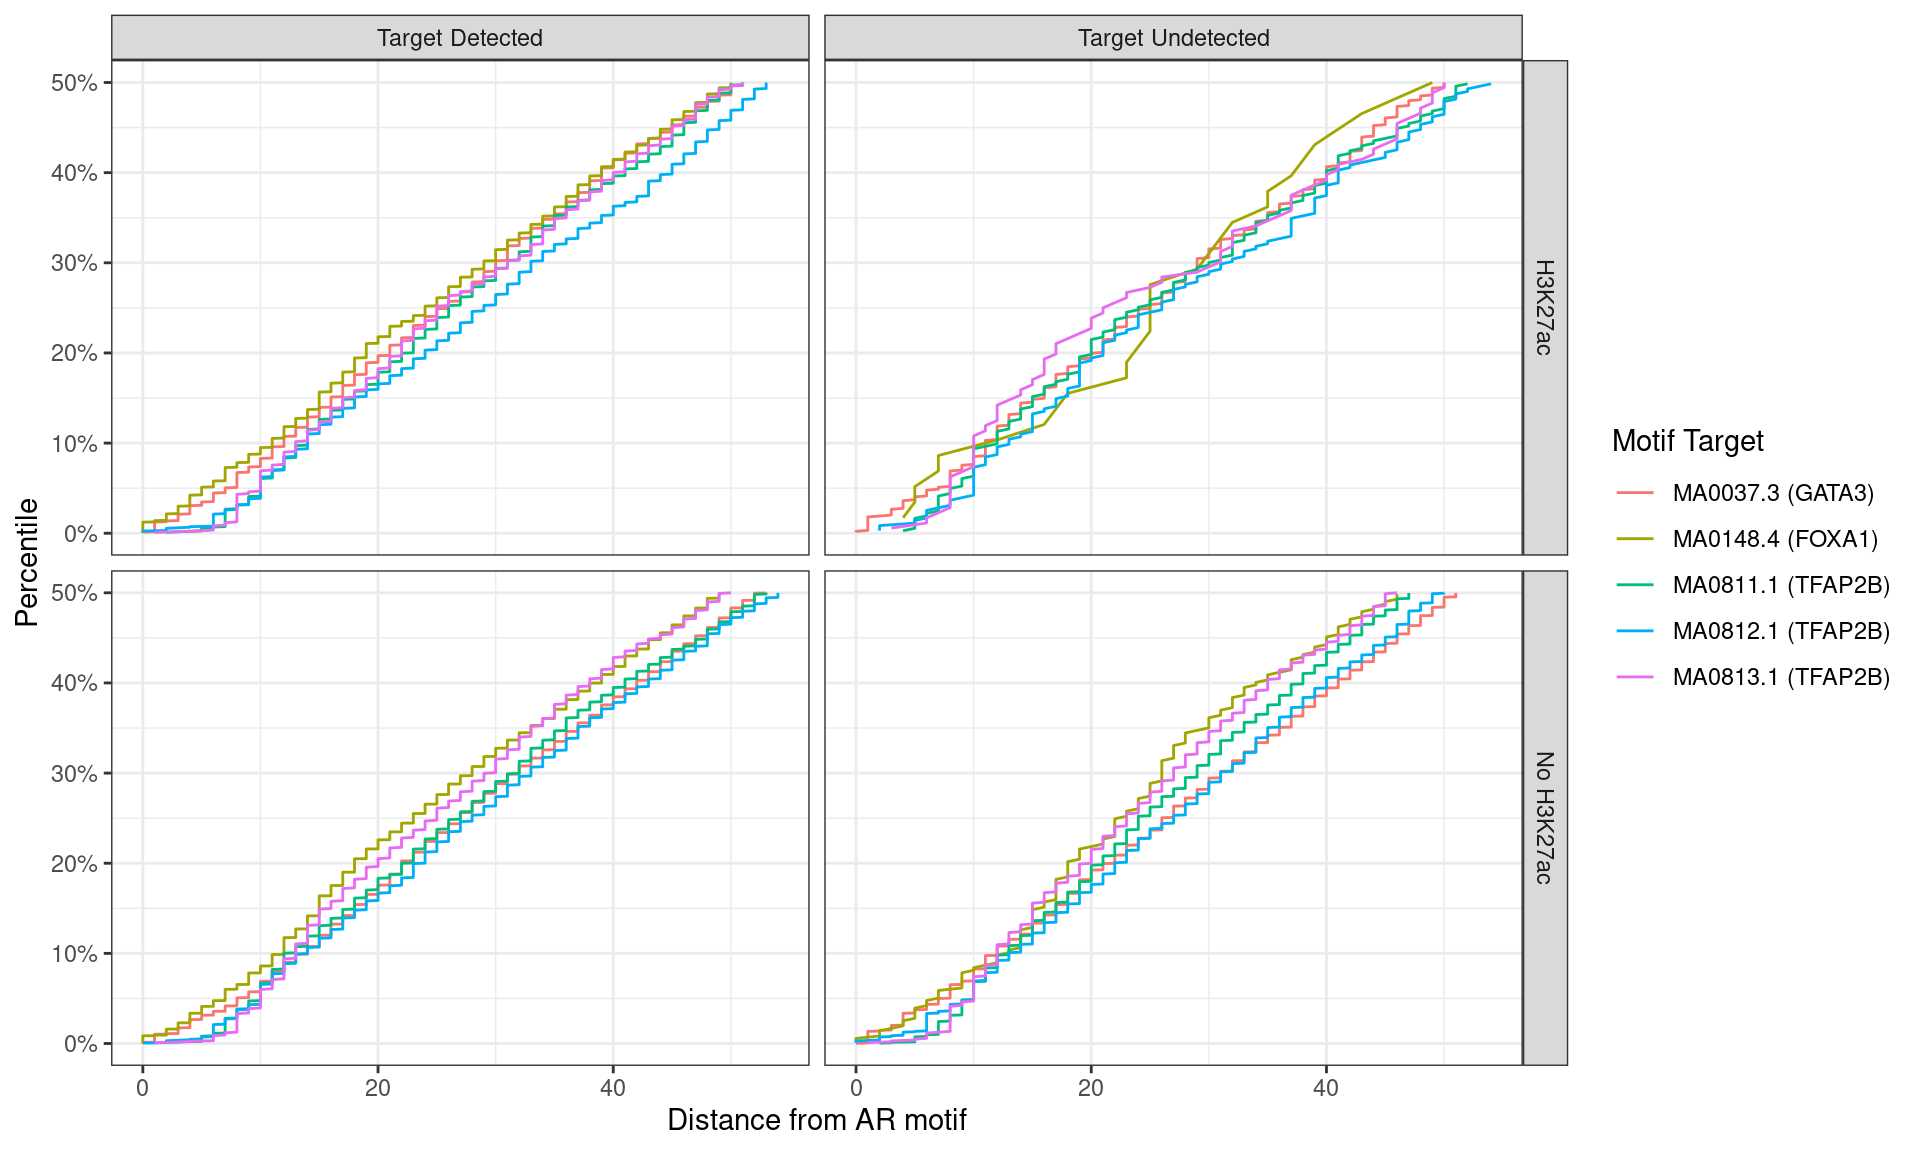 Target Detected
Target Undetected
50%
40%
30%
20%
10%
0%
H3K27ac
50%
40%
30%
20%
10%
0%
No H3K27ac
Percentile
0
20
40
0
20
40
Distance from AR motif
Motif Target
MA0037.3 (GATA3)
MA0148.4 (FOXA1)
MA0811.1 (TFAP2B)
MA0812.1 (TFAP2B)
MA0813.1 (TFAP2B)